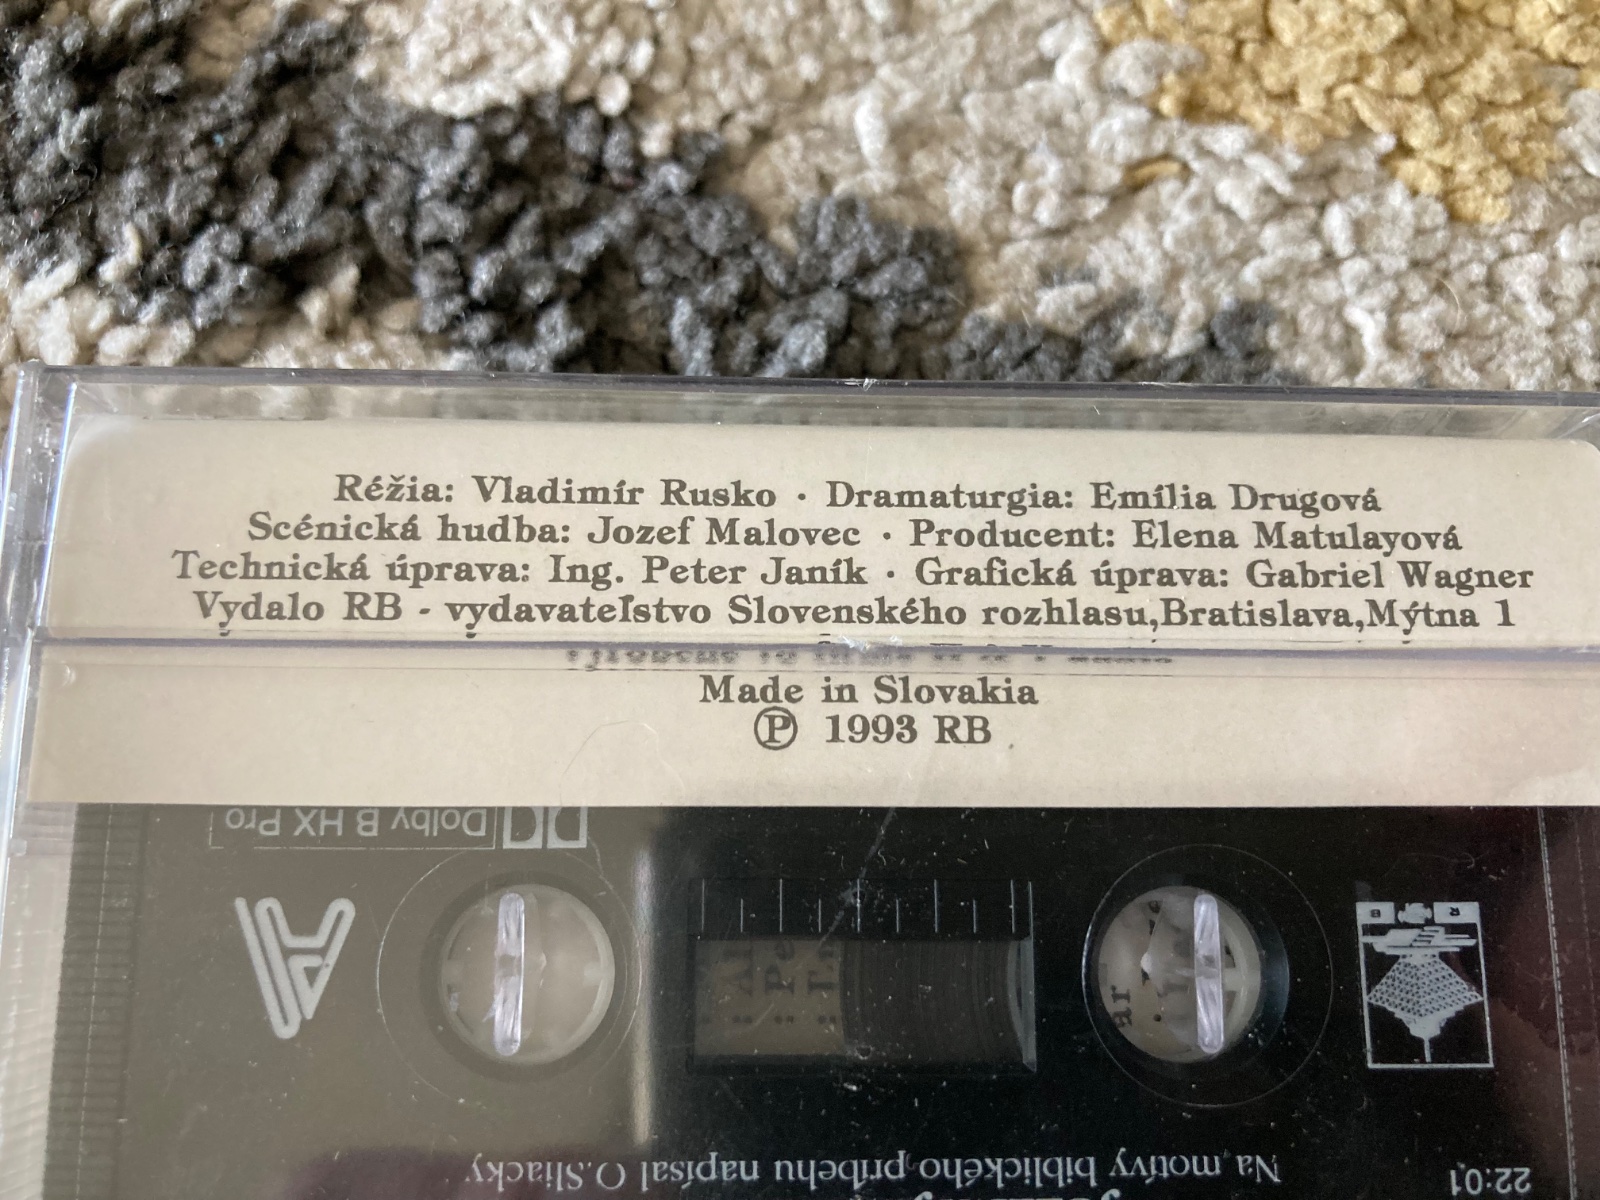 Réžia: Vladimír Rusko · Dramaturgia: Emília Drugová
Scénická hudba: Jozef Malovec · Producent: Elena Matulayová
Technická úprava: Ing. Peter Janík · Grafická úprava: Gabriel Wagner
Vydalo RB - vydavateľstvo Slovenského rozhlasu,Bratislava,Mýtna 1
Made in Slovakia
Ⓟ 1993 RB
Dolby B HX Pro
A
R B
Na motívy biblického príbehu napísal O.Sliacky
22:01